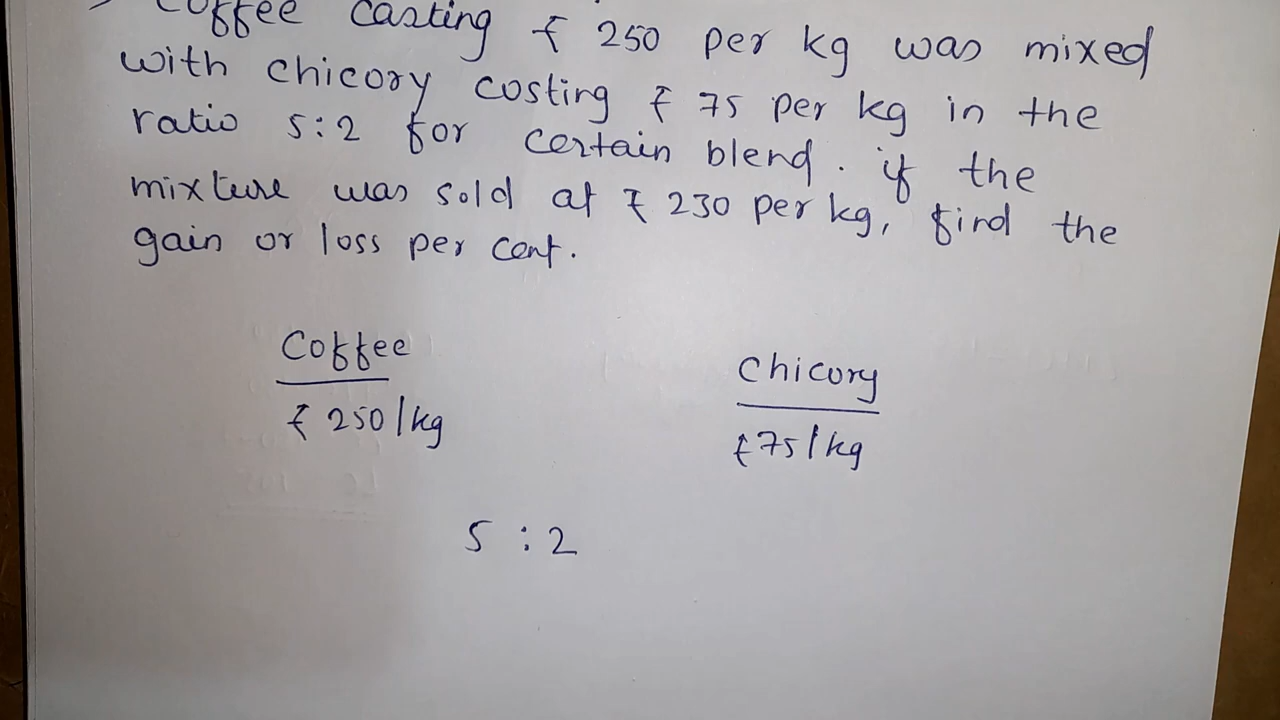 Coffee Casting ₹ 250 per kg was mixed
with chicory costing ₹ 75 per kg in the
ratio 5:2 for certain blend. if the
mixture was sold at ₹ 230 per kg, find the
gain or loss per cent.
Coffee
Chicory
₹ 250/kg
₹75/kg
5 : 2